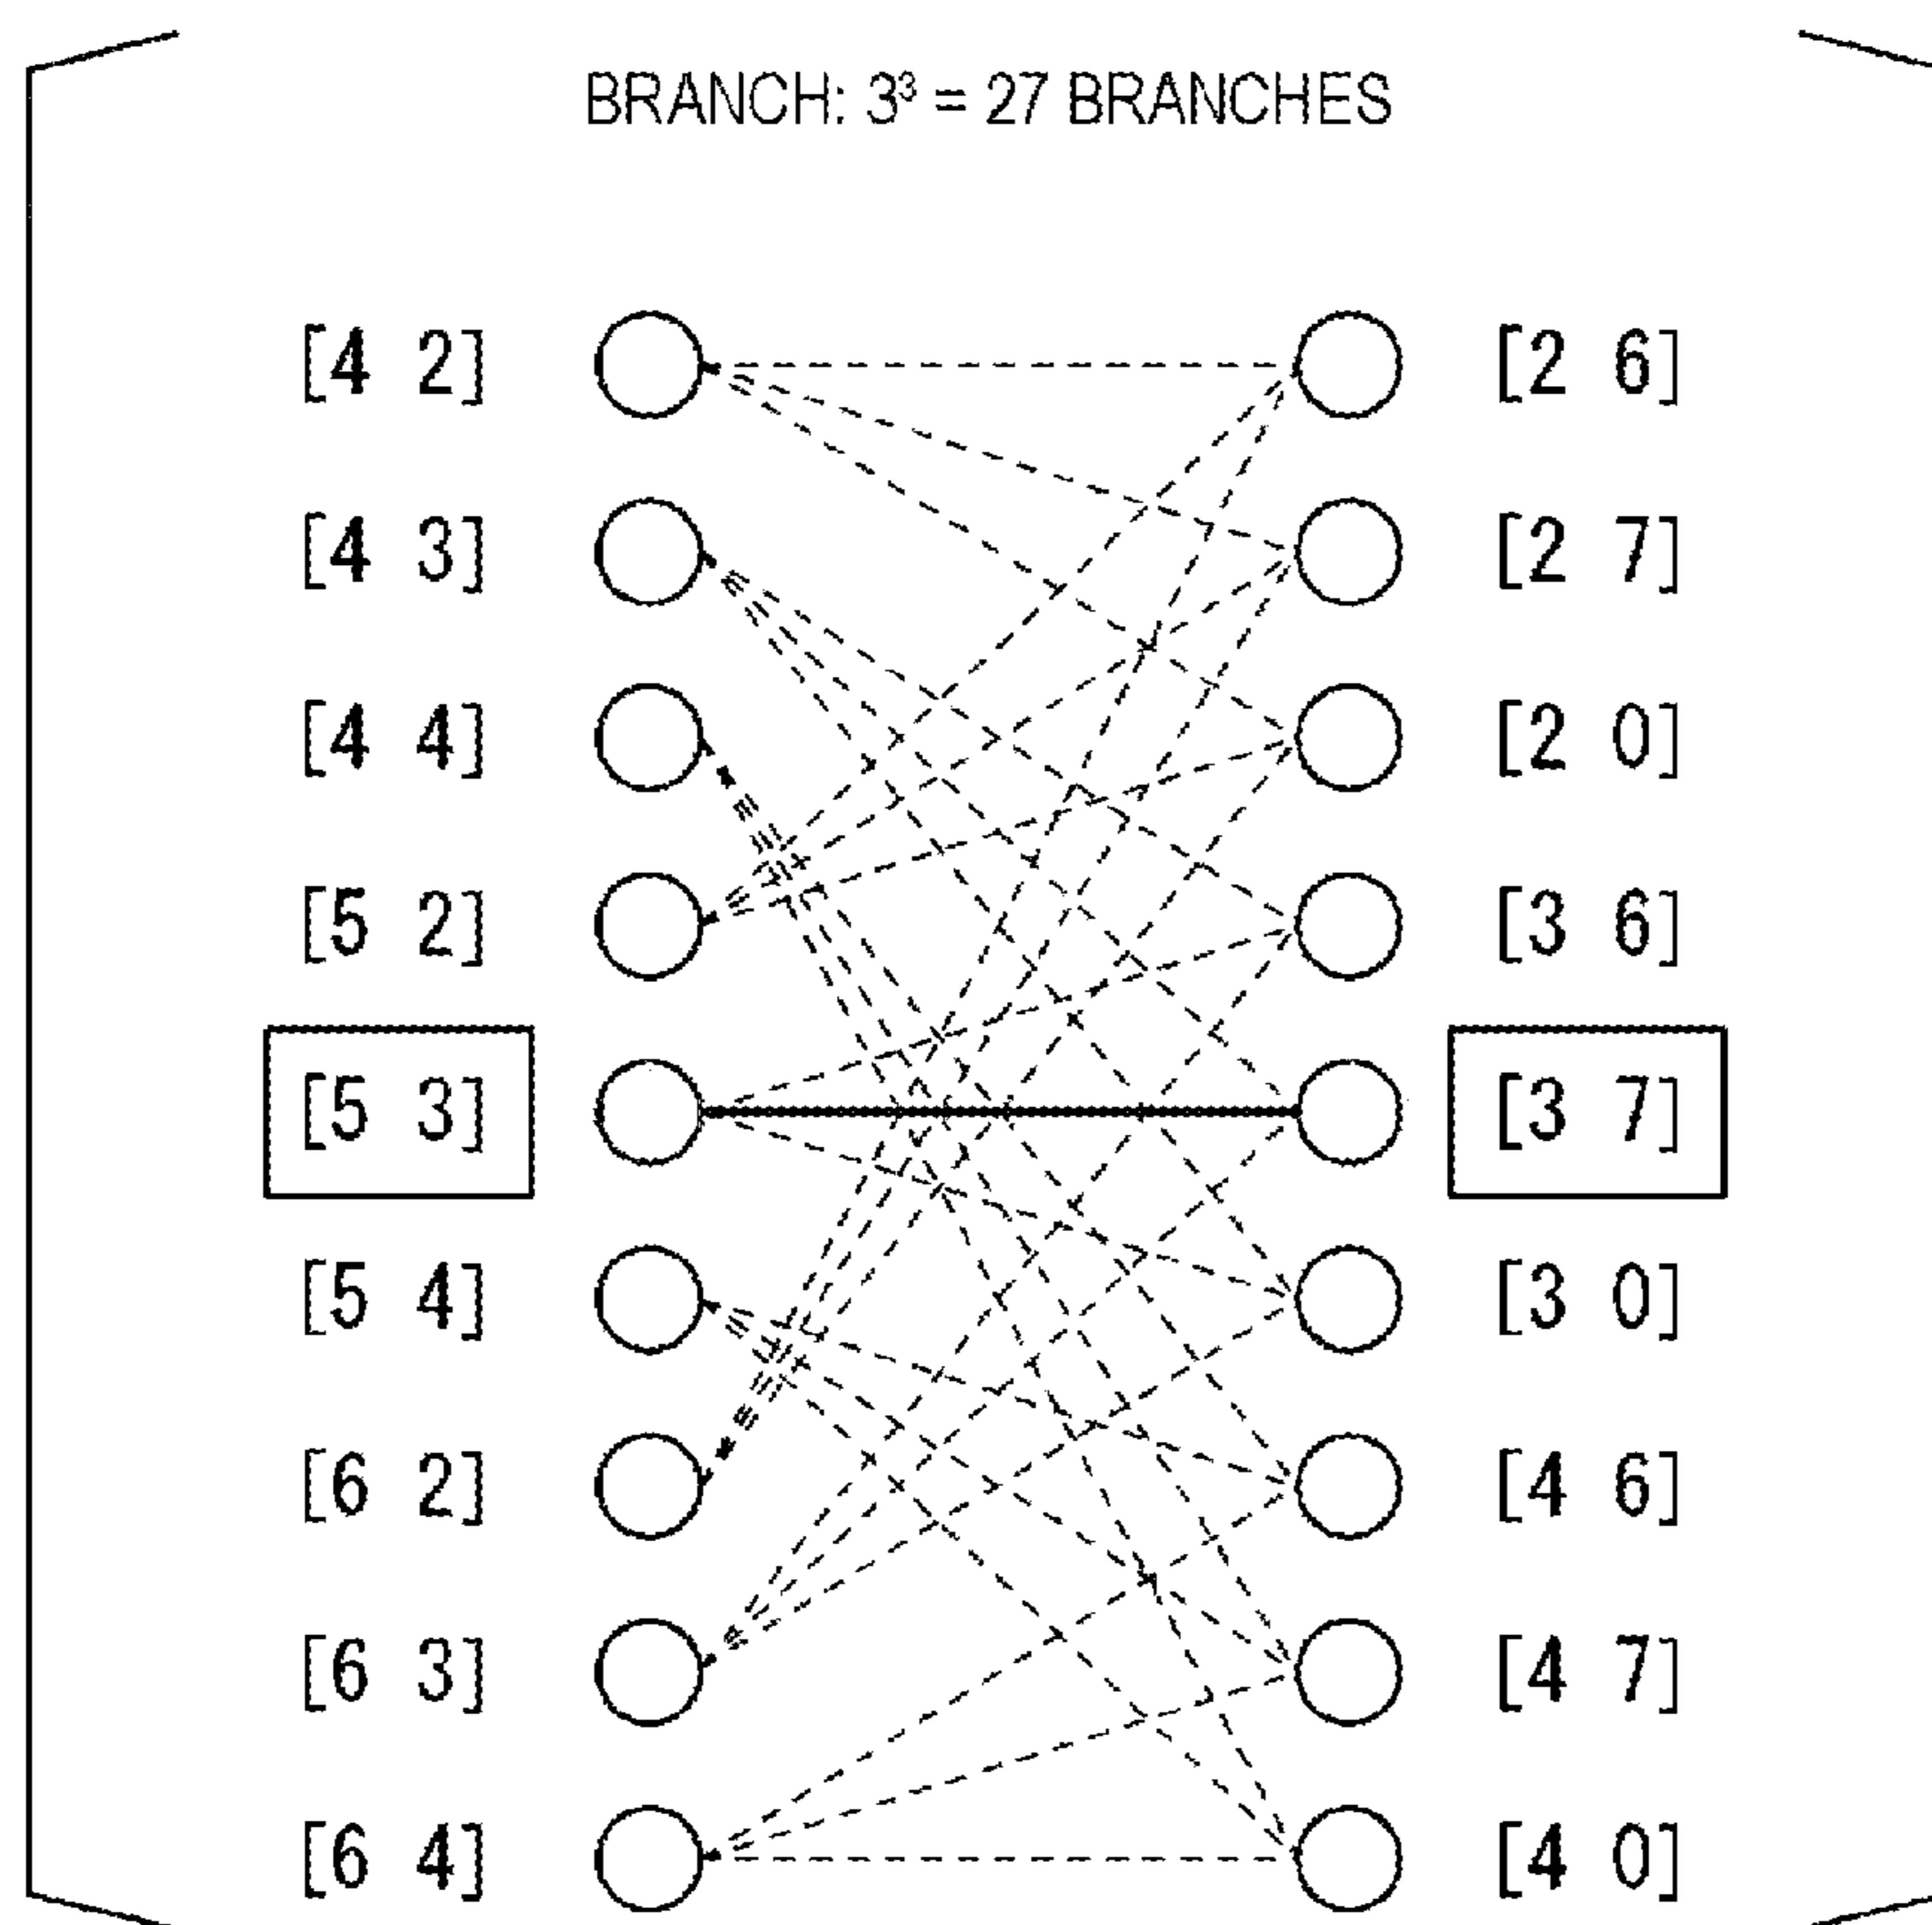 BRANCH: 3³ = 27 BRANCHES
[4 2] [2 6]
[4 3] [2 7]
[4 4] [2 0]
[5 2] [3 6]
[5 3] [3 7]
[5 4] [3 0]
[6 2] [4 6]
[6 3] [4 7]
[6 4] [4 0]